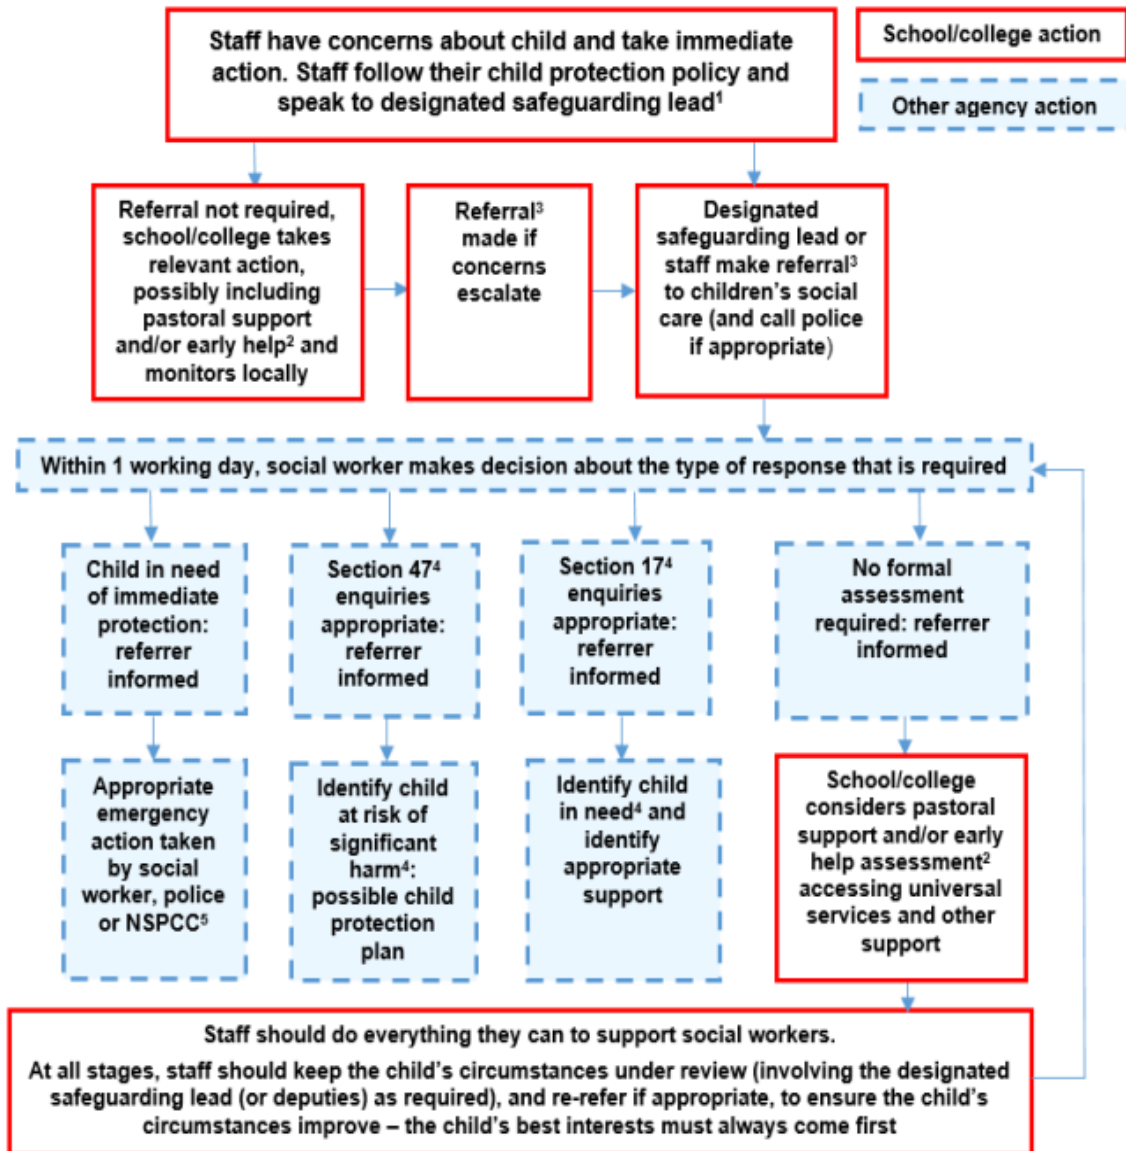 Staff have concerns about child and take immediate
action. Staff follow their child protection policy and
speak to designated safeguarding lead¹
School/college action
Other agency action
Referral not required,
school/college takes
relevant action,
possibly including
pastoral support
and/or early help² and
monitors locally
Referral³
made if
concerns
escalate
Designated
safeguarding lead or
staff make referral³
to children's social
care (and call police
if appropriate)
Within 1 working day, social worker makes decision about the type of response that is required
Child in need
of immediate
protection:
referrer
informed
Section 47⁴
enquiries
appropriate:
referrer
informed
Section 17⁴
enquiries
appropriate:
referrer
informed
No formal
assessment
required: referrer
informed
Appropriate
emergency
action taken
by social
worker, police
or NSPCC⁵
Identify child
at risk of
significant
harm⁴:
possible child
protection
plan
Identify child
in need⁴ and
identify
appropriate
support
School/college
considers pastoral
support and/or early
help assessment²
accessing universal
services and other
support
Staff should do everything they can to support social workers.
At all stages, staff should keep the child's circumstances under review (involving the designated
safeguarding lead (or deputies) as required), and re-refer if appropriate, to ensure the child's
circumstances improve – the child's best interests must always come first